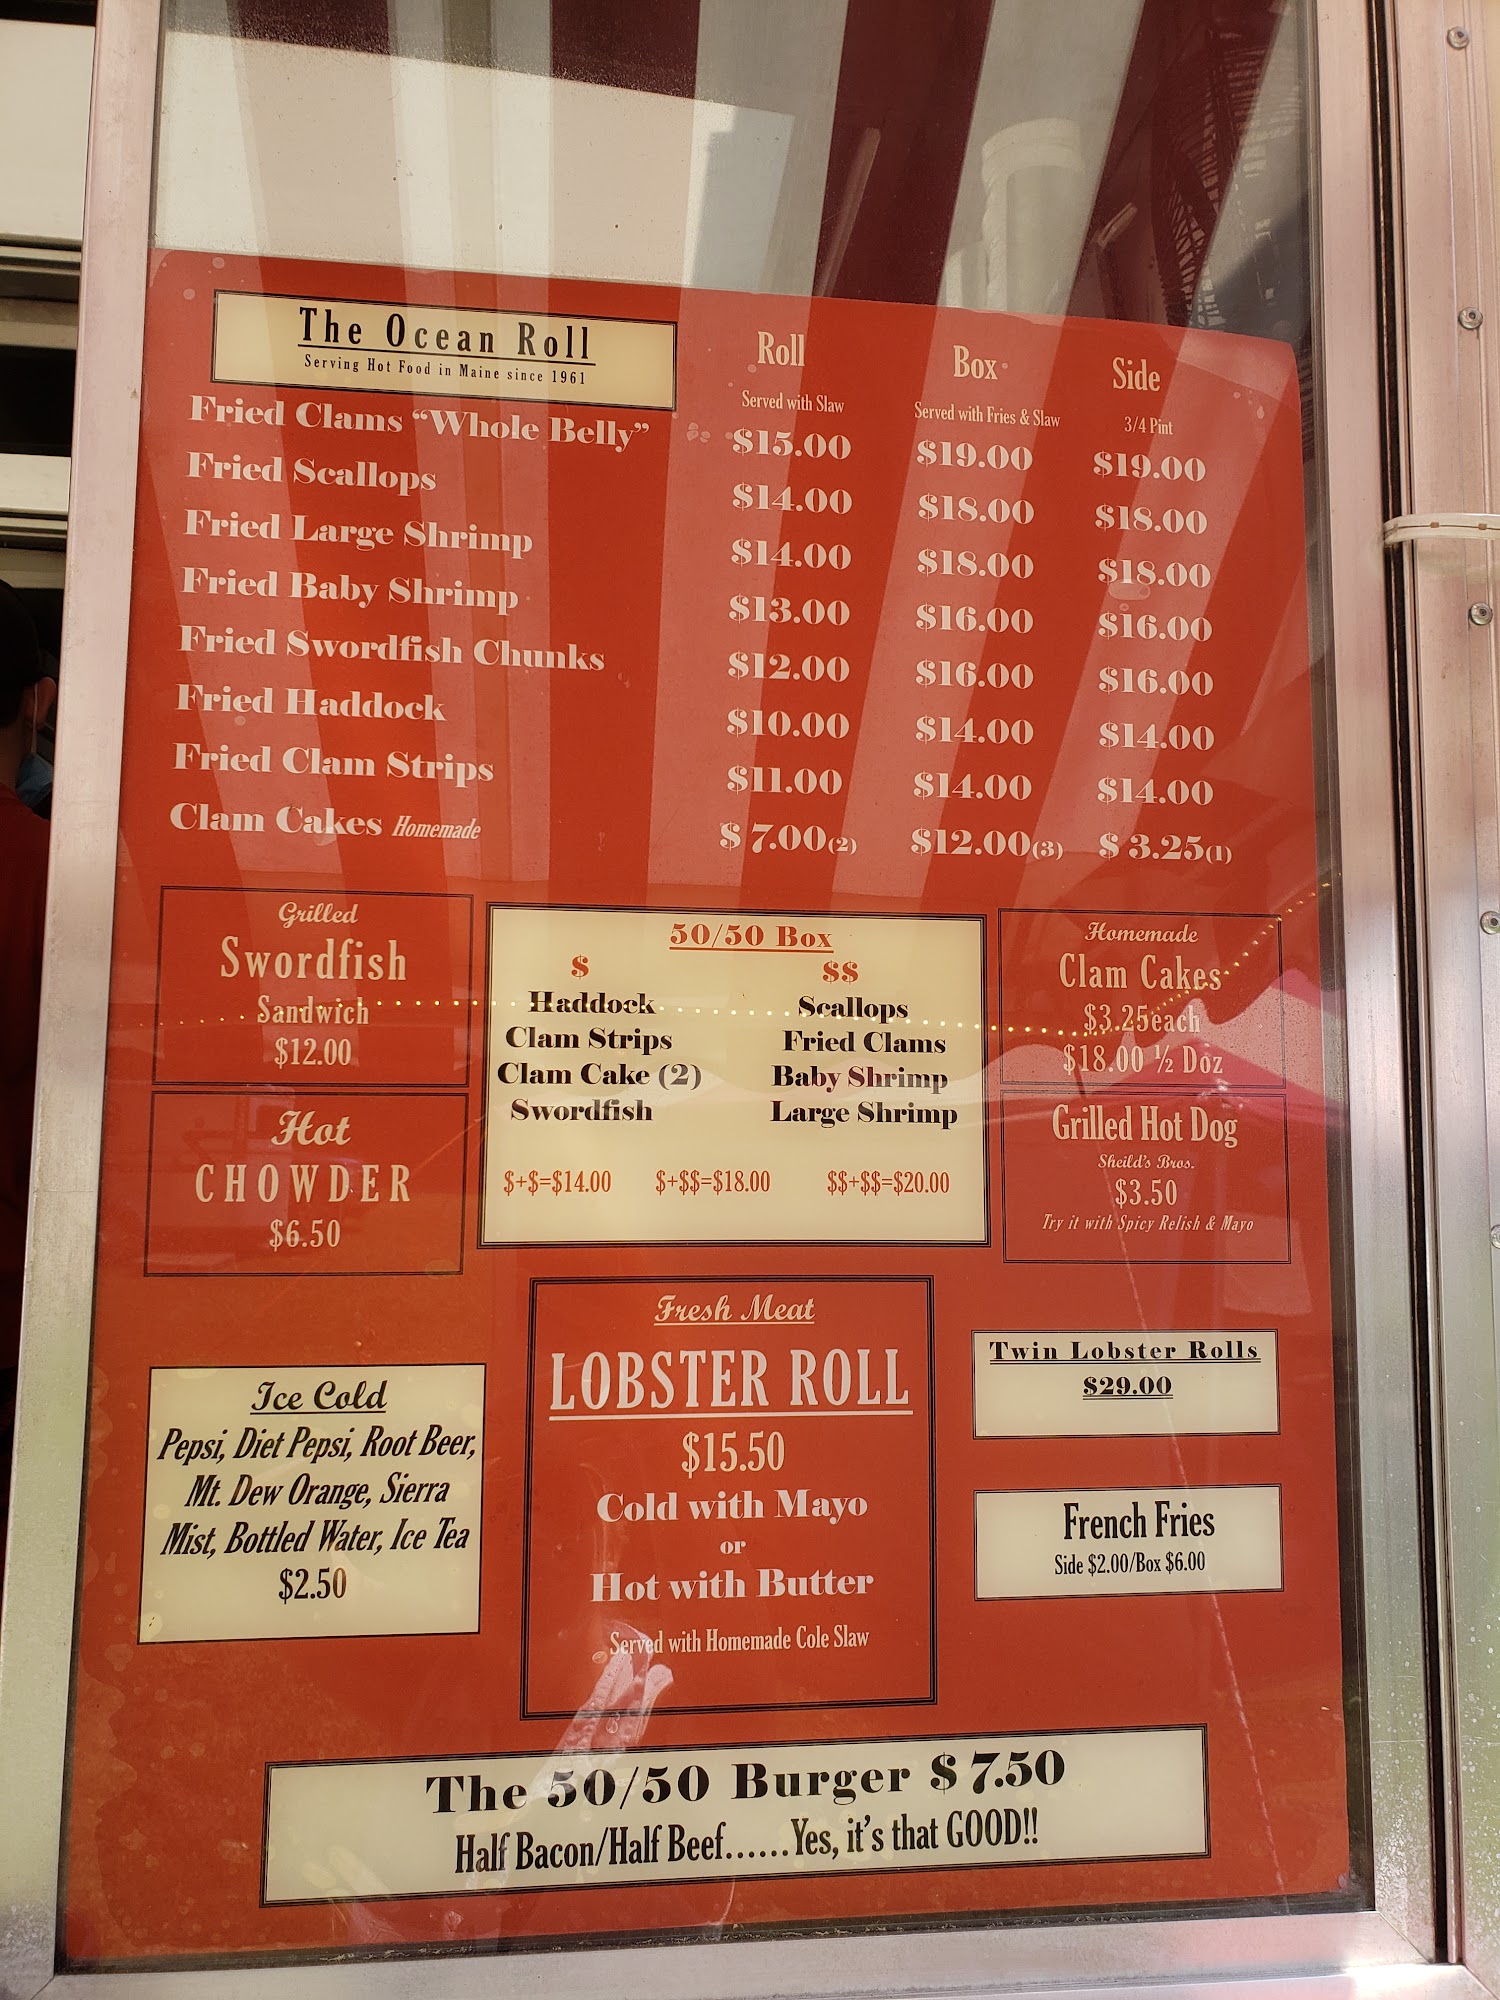 The Ocean Roll
Serving Hot Food in Maine since 1961
Roll Box Side
Served with Slaw Served with Fries & Slaw 3/4 Pint
Fried Clams "Whole Belly" $15.00 $19.00 $19.00
Fried Scallops $14.00 $18.00 $18.00
Fried Large Shrimp $14.00 $18.00 $18.00
Fried Baby Shrimp $13.00 $16.00 $16.00
Fried Swordfish Chunks $12.00 $16.00 $16.00
Fried Haddock $10.00 $14.00 $14.00
Fried Clam Strips $11.00 $14.00 $14.00
Clam Cakes Homemade $7.00(2) $12.00(3) $3.25(1)
Grilled
Swordfish
Sandwich
$12.00
Hot
CHOWDER
$6.50
50/50 Box
$ $$
Haddock Scallops
Clam Strips Fried Clams
Clam Cake (2) Baby Shrimp
Swordfish Large Shrimp
$+$=$14.00 $+$$=$18.00 $$+$$=$20.00
Homemade
Clam Cakes
$3.25each
$18.00 ½ Doz
Grilled Hot Dog
Sheild's Bros.
$3.50
Try it with Spicy Relish & Mayo
Ice Cold
Pepsi, Diet Pepsi, Root Beer,
Mt. Dew Orange, Sierra
Mist, Bottled Water, Ice Tea
$2.50
Fresh Meat
LOBSTER ROLL
$15.50
Cold with Mayo
or
Hot with Butter
Served with Homemade Cole Slaw
Twin Lobster Rolls
$29.00
French Fries
Side $2.00/Box $6.00
The 50/50 Burger $7.50
Half Bacon/Half Beef......Yes, it's that GOOD!!